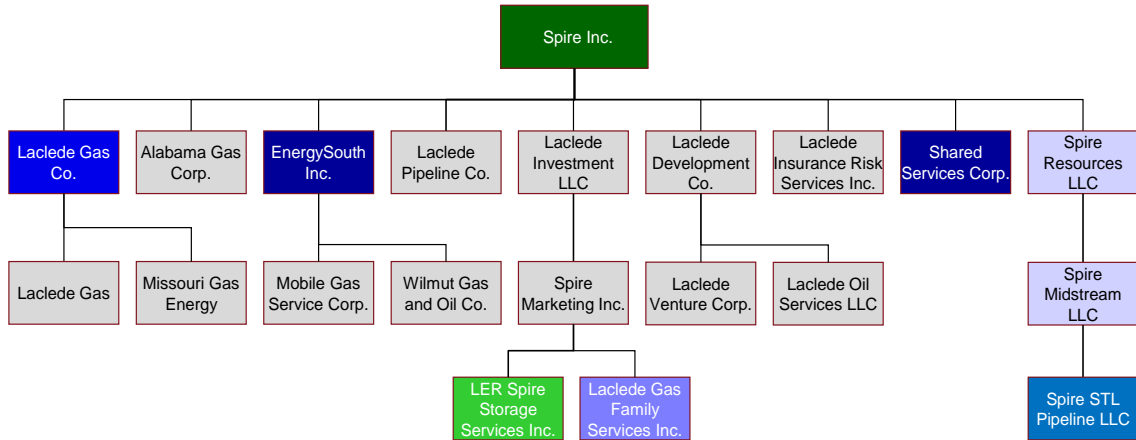 Spire Inc.
Laclede Gas
Co.
Alabama Gas
Corp.
EnergySouth
Inc.
Laclede
Pipeline Co.
Laclede
Investment
LLC
Laclede
Development
Co.
Laclede
Insurance Risk
Services Inc.
Shared
Services Corp.
Spire
Resources
LLC
Laclede Gas
Missouri Gas
Energy
Mobile Gas
Service Corp.
Wilmut Gas
and Oil Co.
Spire
Marketing Inc.
Laclede
Venture Corp.
Laclede Oil
Services LLC
Spire
Midstream
LLC
LER Spire
Storage
Services Inc.
Laclede Gas
Family
Services Inc.
Spire STL
Pipeline LLC